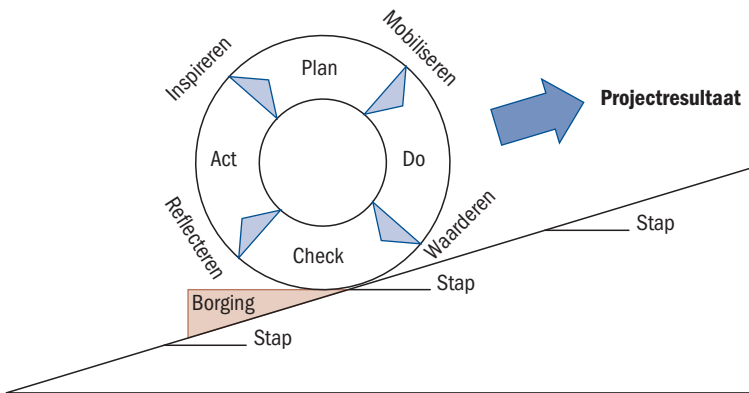 Inspireren
Plan
Mobiliseren
Projectresultaat
Act
Do
Reflecteren
Check
Waarderen
Stap
Borging
Stap
Stap